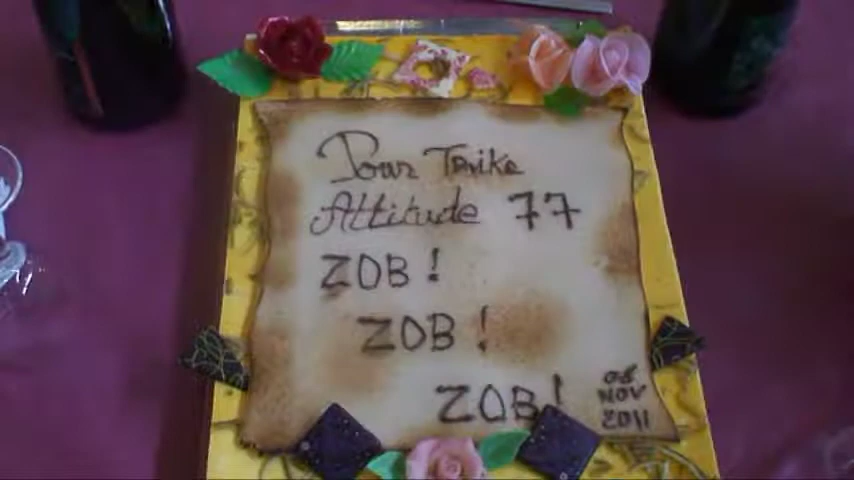 Pour Trike
Attitude 77
ZOB !
ZOB !
ZOB !
08
NOV
2011